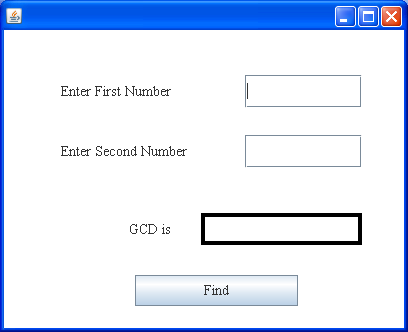 Enter First Number
Enter Second Number
GCD is
Find